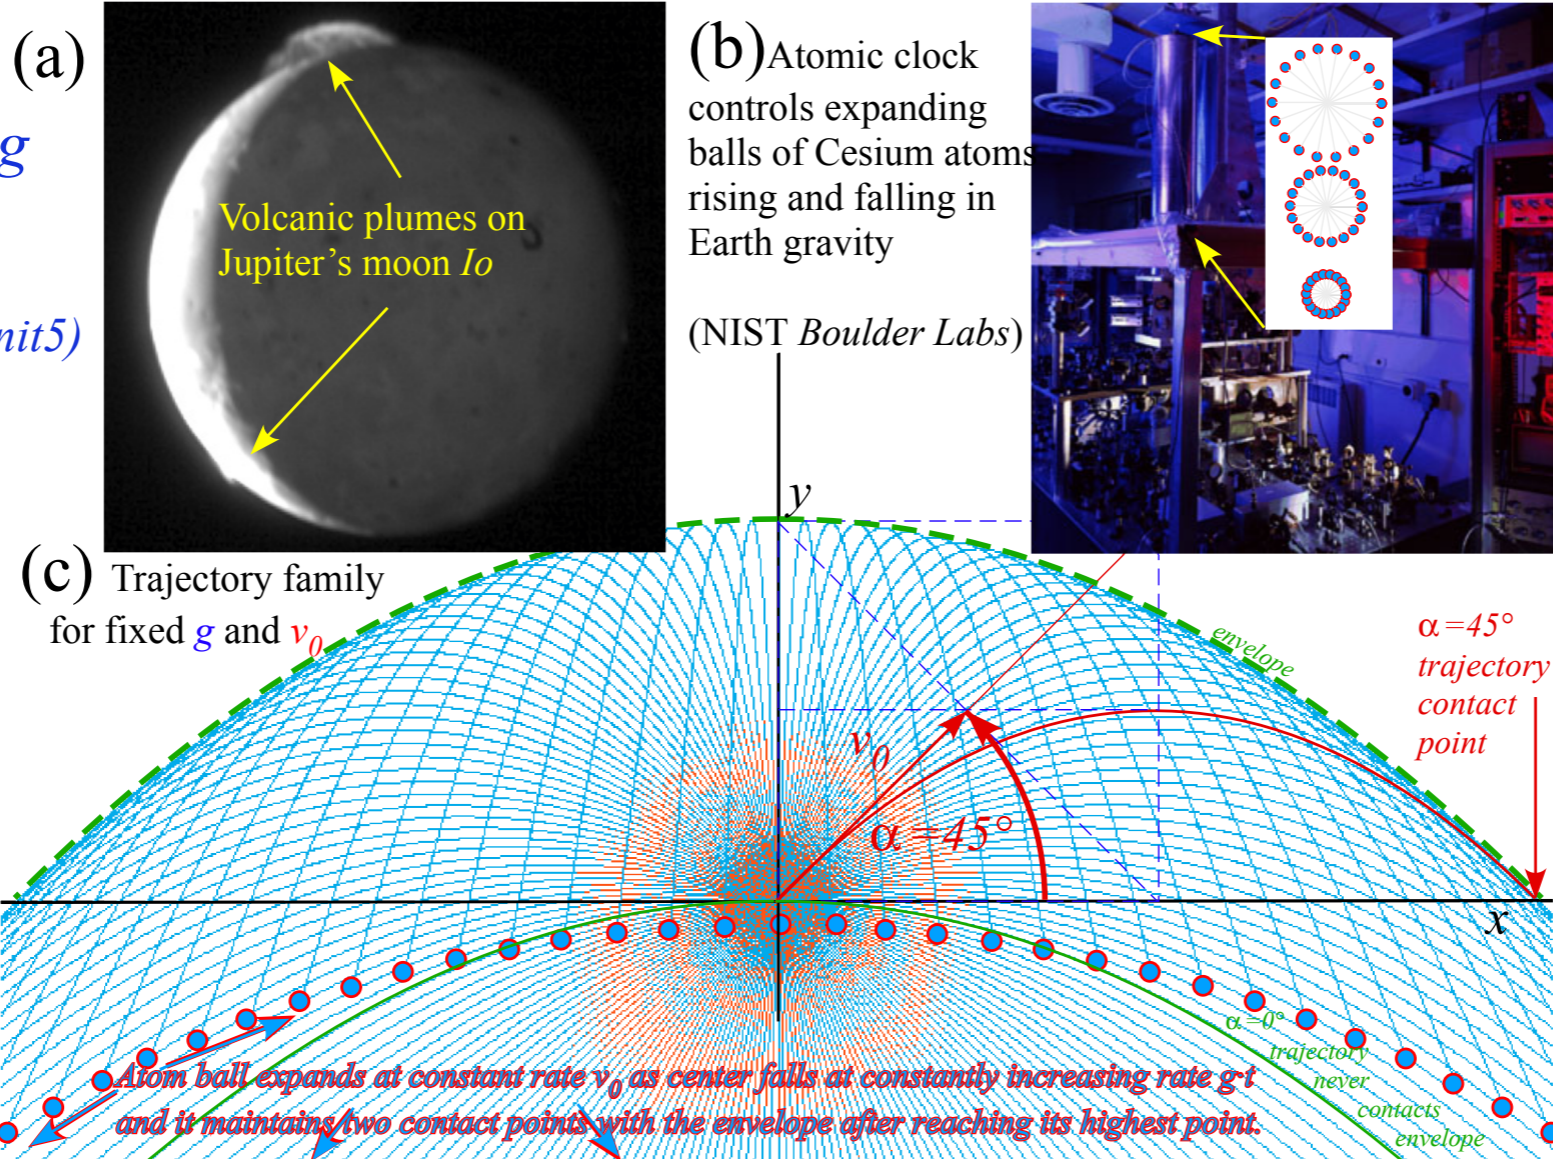 (a)
g
nit5)
Volcanic plumes on
Jupiter’s moon Io
(b) Atomic clock
controls expanding
balls of Cesium atoms
rising and falling in
Earth gravity
(NIST Boulder Labs)
(c) Trajectory family
for fixed g and v0
y
envelope
α=45°
trajectory
contact
point
v0
α=45°
x
α=0°
trajectory
never
contacts
envelope
Atom ball expands at constant rate v0 as center falls at constantly increasing rate g·t
and it maintains two contact points with the envelope after reaching its highest point.